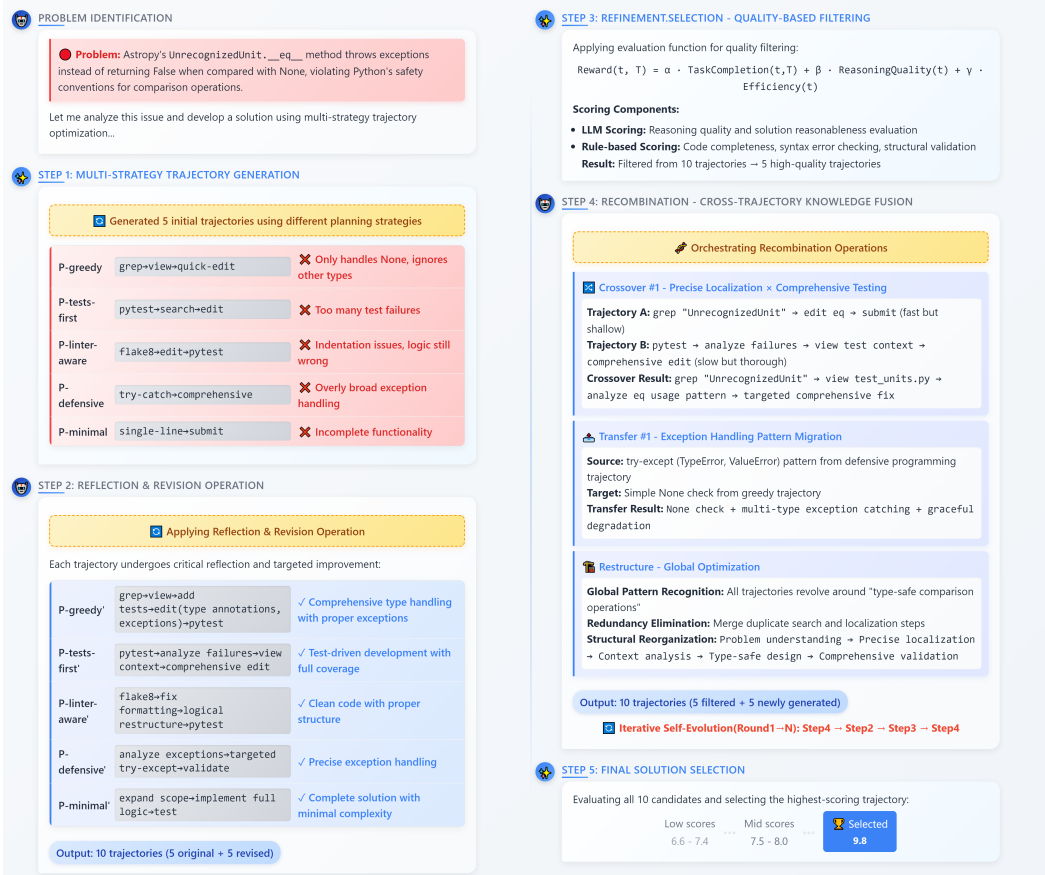 PROBLEM IDENTIFICATION
Problem: Astropy's UnrecognizedUnit.__eq__ method throws exceptions
instead of returning False when compared with None, violating Python's safety
conventions for comparison operations.
Let me analyze this issue and develop a solution using multi-strategy trajectory
optimization...
STEP 1: MULTI-STRATEGY TRAJECTORY GENERATION
Generated 5 initial trajectories using different planning strategies
P-greedy
grep→view→quick-edit
❌ Only handles None, ignores
other types
P-tests-
first
pytest→search→edit
❌ Too many test failures
P-linter-
aware
flake8→edit→pytest
❌ Indentation issues, logic still
wrong
P-
defensive
try-catch→comprehensive
❌ Overly broad exception
handling
P-minimal
single-line→submit
❌ Incomplete functionality
STEP 2: REFLECTION & REVISION OPERATION
Applying Reflection & Revision Operation
Each trajectory undergoes critical reflection and targeted improvement:
P-greedy'
grep→view→add
tests→edit(type annotations,
exceptions)→pytest
✓ Comprehensive type handling
with proper exceptions
P-tests-
first'
pytest→analyze failures→view
context→comprehensive edit
✓ Test-driven development with
full coverage
P-linter-
aware'
flake8→fix
formatting→logical
restructure→pytest
✓ Clean code with proper
structure
P-
defensive'
analyze exceptions→targeted
try-except→validate
✓ Precise exception handling
P-minimal'
expand scope→implement full
logic→test
✓ Complete solution with
minimal complexity
Output: 10 trajectories (5 original + 5 revised)
STEP 3: REFINEMENT.SELECTION - QUALITY-BASED FILTERING
Applying evaluation function for quality filtering:
Reward(t, T) = α · TaskCompletion(t,T) + β · ReasoningQuality(t) + γ ·
Efficiency(t)
Scoring Components:
• LLM Scoring: Reasoning quality and solution reasonableness evaluation
• Rule-based Scoring: Code completeness, syntax error checking, structural validation
Result: Filtered from 10 trajectories → 5 high-quality trajectories
STEP 4: RECOMBINATION - CROSS-TRAJECTORY KNOWLEDGE FUSION
Orchestrating Recombination Operations
Crossover #1 - Precise Localization × Comprehensive Testing
Trajectory A: grep "UnrecognizedUnit" → edit eq → submit (fast but
shallow)
Trajectory B: pytest → analyze failures → view test context →
comprehensive edit (slow but thorough)
Crossover Result: grep "UnrecognizedUnit" → view test_units.py →
analyze eq usage pattern → targeted comprehensive fix
Transfer #1 - Exception Handling Pattern Migration
Source: try-except (TypeError, ValueError) pattern from defensive programming
trajectory
Target: Simple None check from greedy trajectory
Transfer Result: None check + multi-type exception catching + graceful
degradation
Restructure - Global Optimization
Global Pattern Recognition: All trajectories revolve around "type-safe comparison
operations"
Redundancy Elimination: Merge duplicate search and localization steps
Structural Reorganization: Problem understanding → Precise localization
→ Context analysis → Type-safe design → Comprehensive validation
Output: 10 trajectories (5 filtered + 5 newly generated)
Iterative Self-Evolution(Round1→N): Step4 → Step2 → Step3 → Step4
STEP 5: FINAL SOLUTION SELECTION
Evaluating all 10 candidates and selecting the highest-scoring trajectory:
Low scores
6.6 - 7.4
···
Mid scores
7.5 - 8.0
···
Selected
9.8